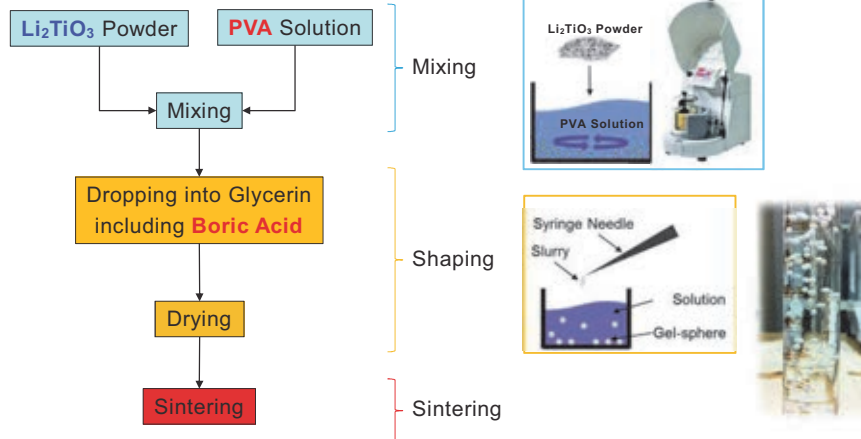 Li₂TiO₃ Powder
PVA Solution
Mixing
Dropping into Glycerin
including Boric Acid
Drying
Sintering
Mixing
Shaping
Sintering
Li₂TiO₃ Powder
PVA Solution
Syringe Needle
Slurry
Solution
Gel-sphere